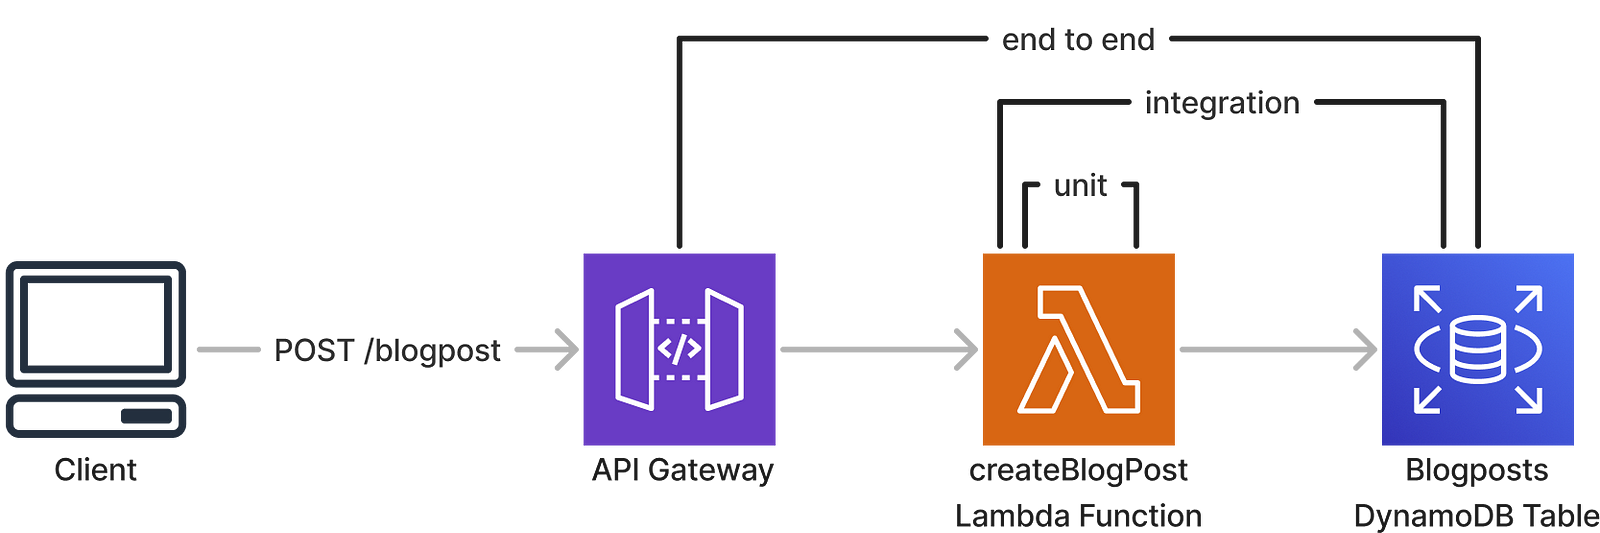 end to end
integration
unit
POST /blogpost
</>
Client
API Gateway
createBlogPost
Lambda Function
Blogposts
DynamoDB Table